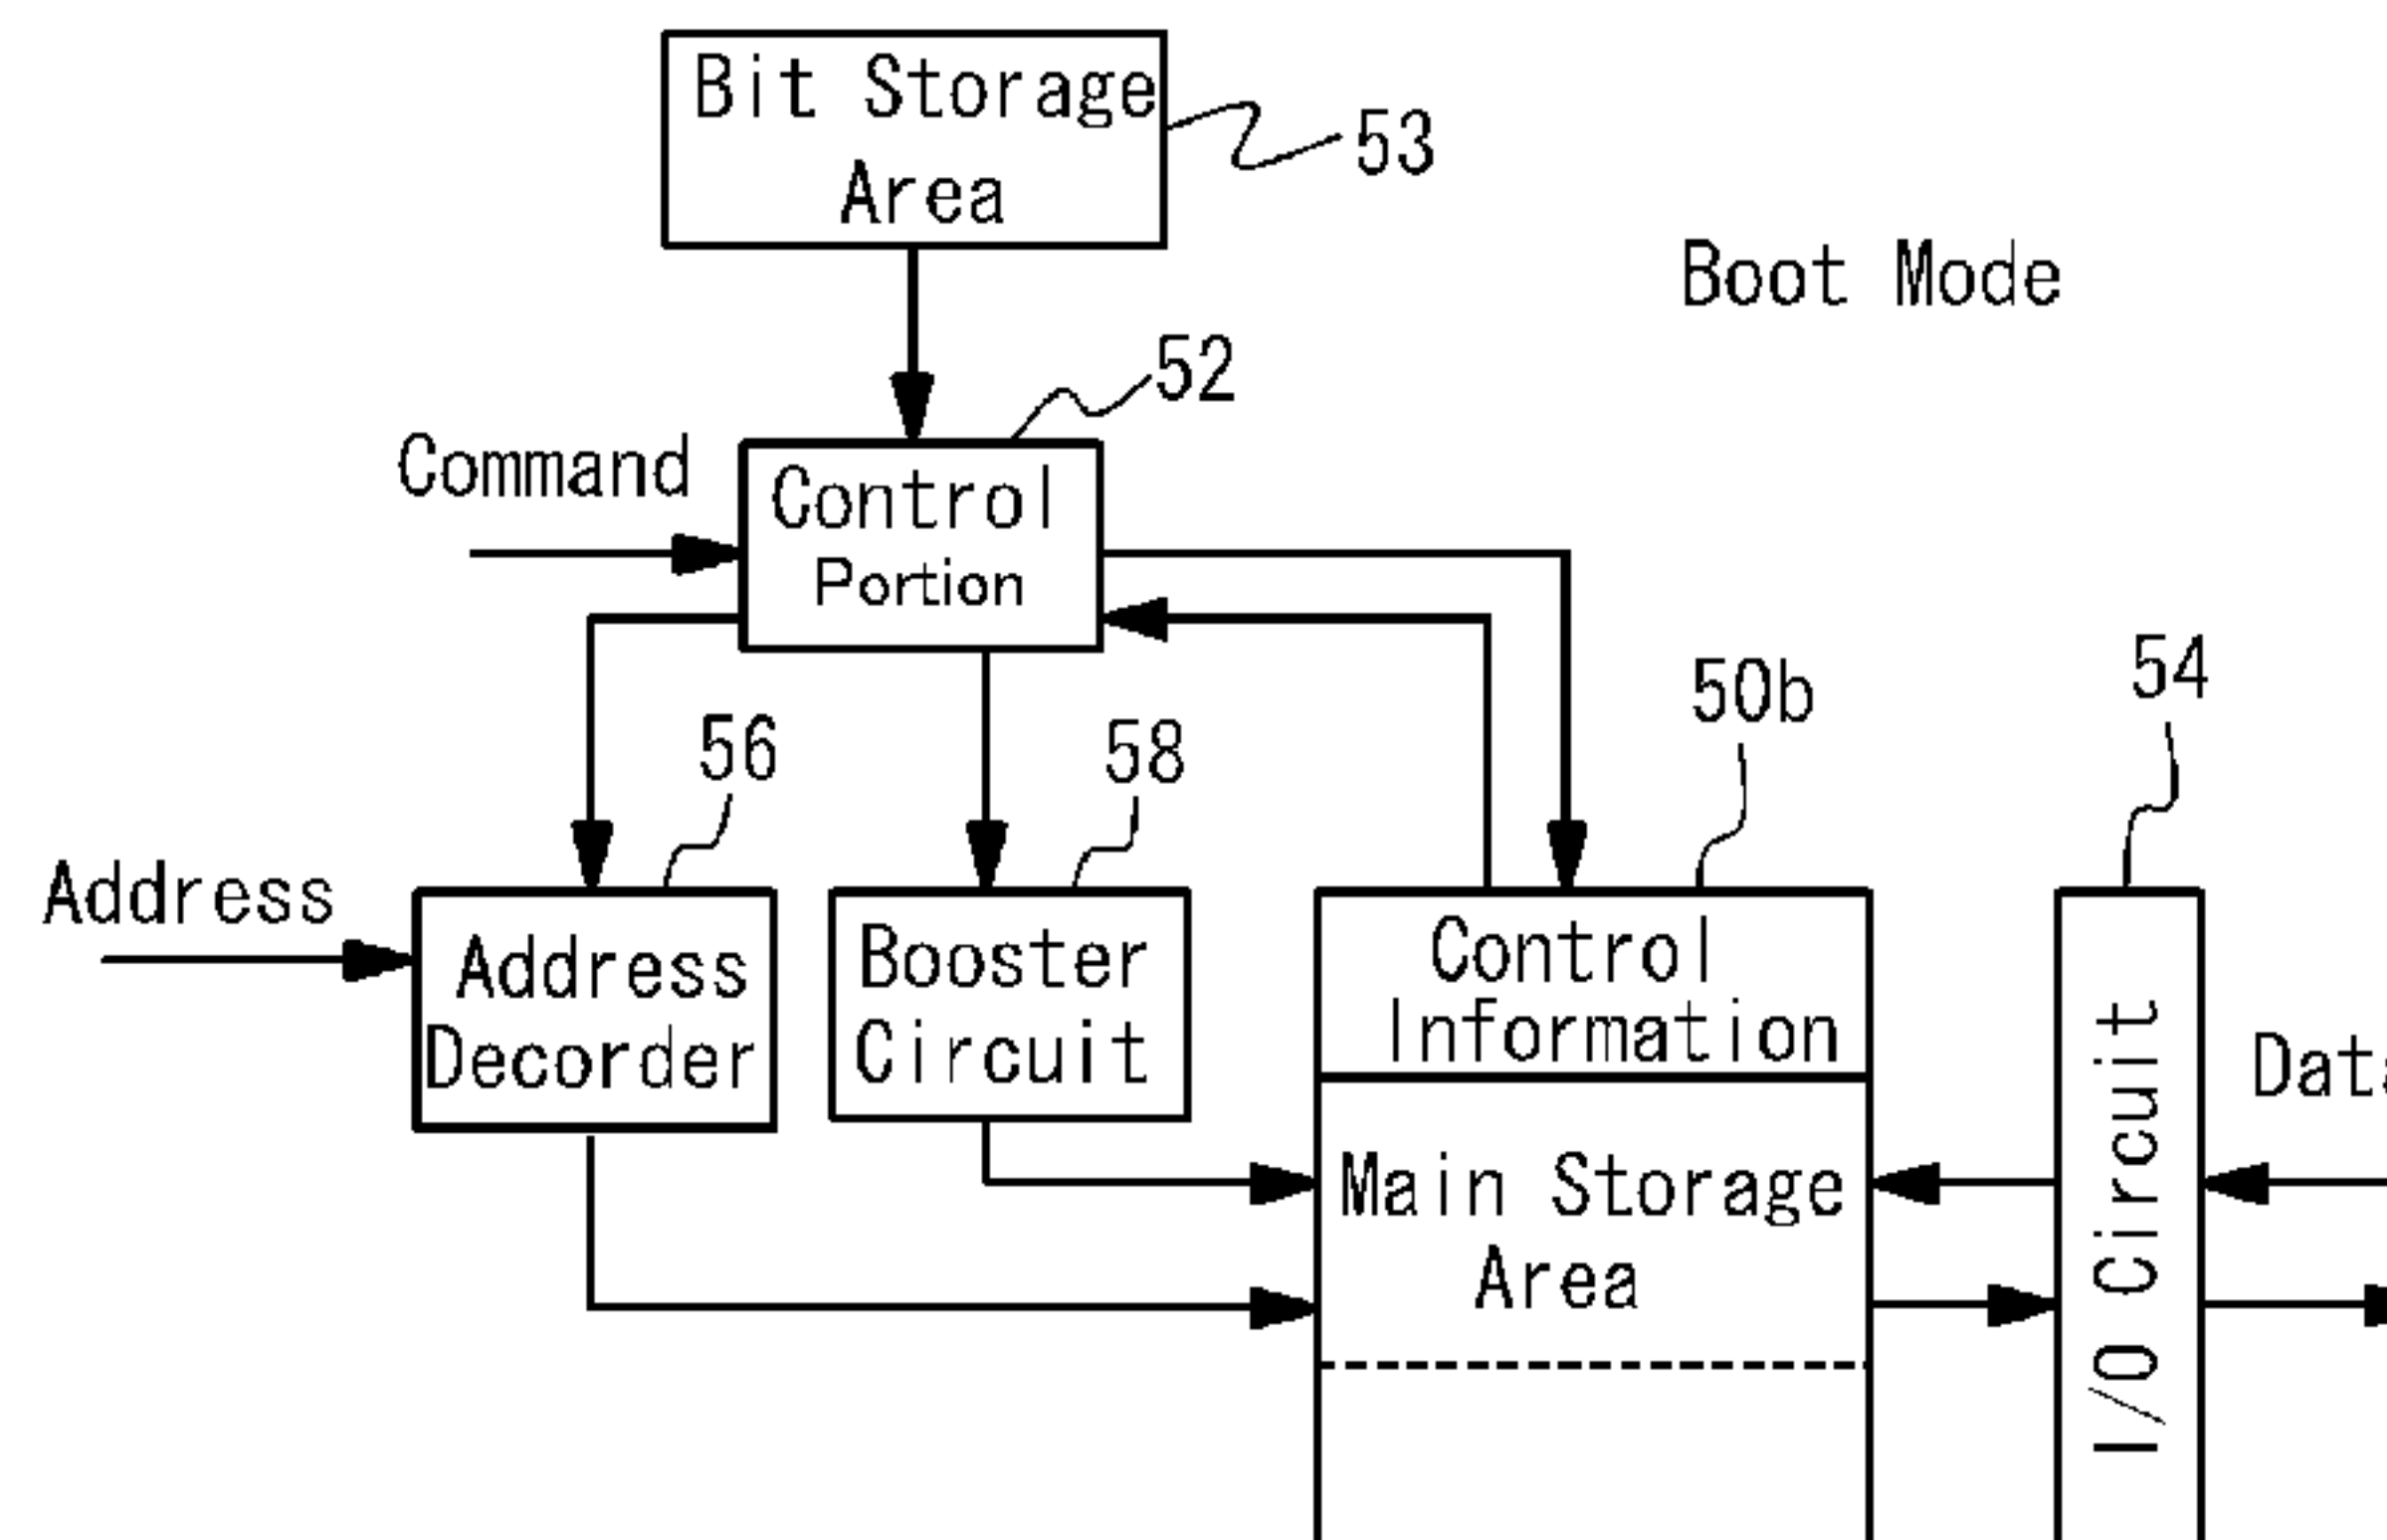 Bit Storage
Area
53
Boot Mode
52
Command
Control
Portion
54
50b
56
58
Address
Address
Decorder
Booster
Circuit
Control
Information
I/O Circuit
Main Storage
Area